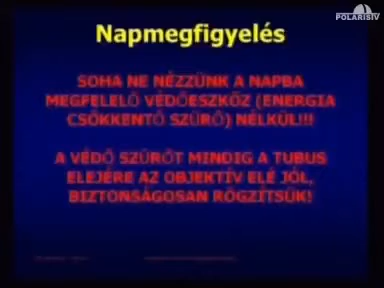 POLARISTV
Napmegfigyelés
SOHA NE NÉZZÜNK A NAPBA
MEGFELELŐ VÉDŐESZKÖZ (ENERGIA
CSÖKKENTŐ SZŰRŐ) NÉLKÜL!!!
A VÉDŐ SZŰRŐT MINDIG A TUBUS
ELEJÉRE AZ OBJEKTÍV ELÉ JÓL,
BIZTONSÁGOSAN RÖGZÍTSÜK!